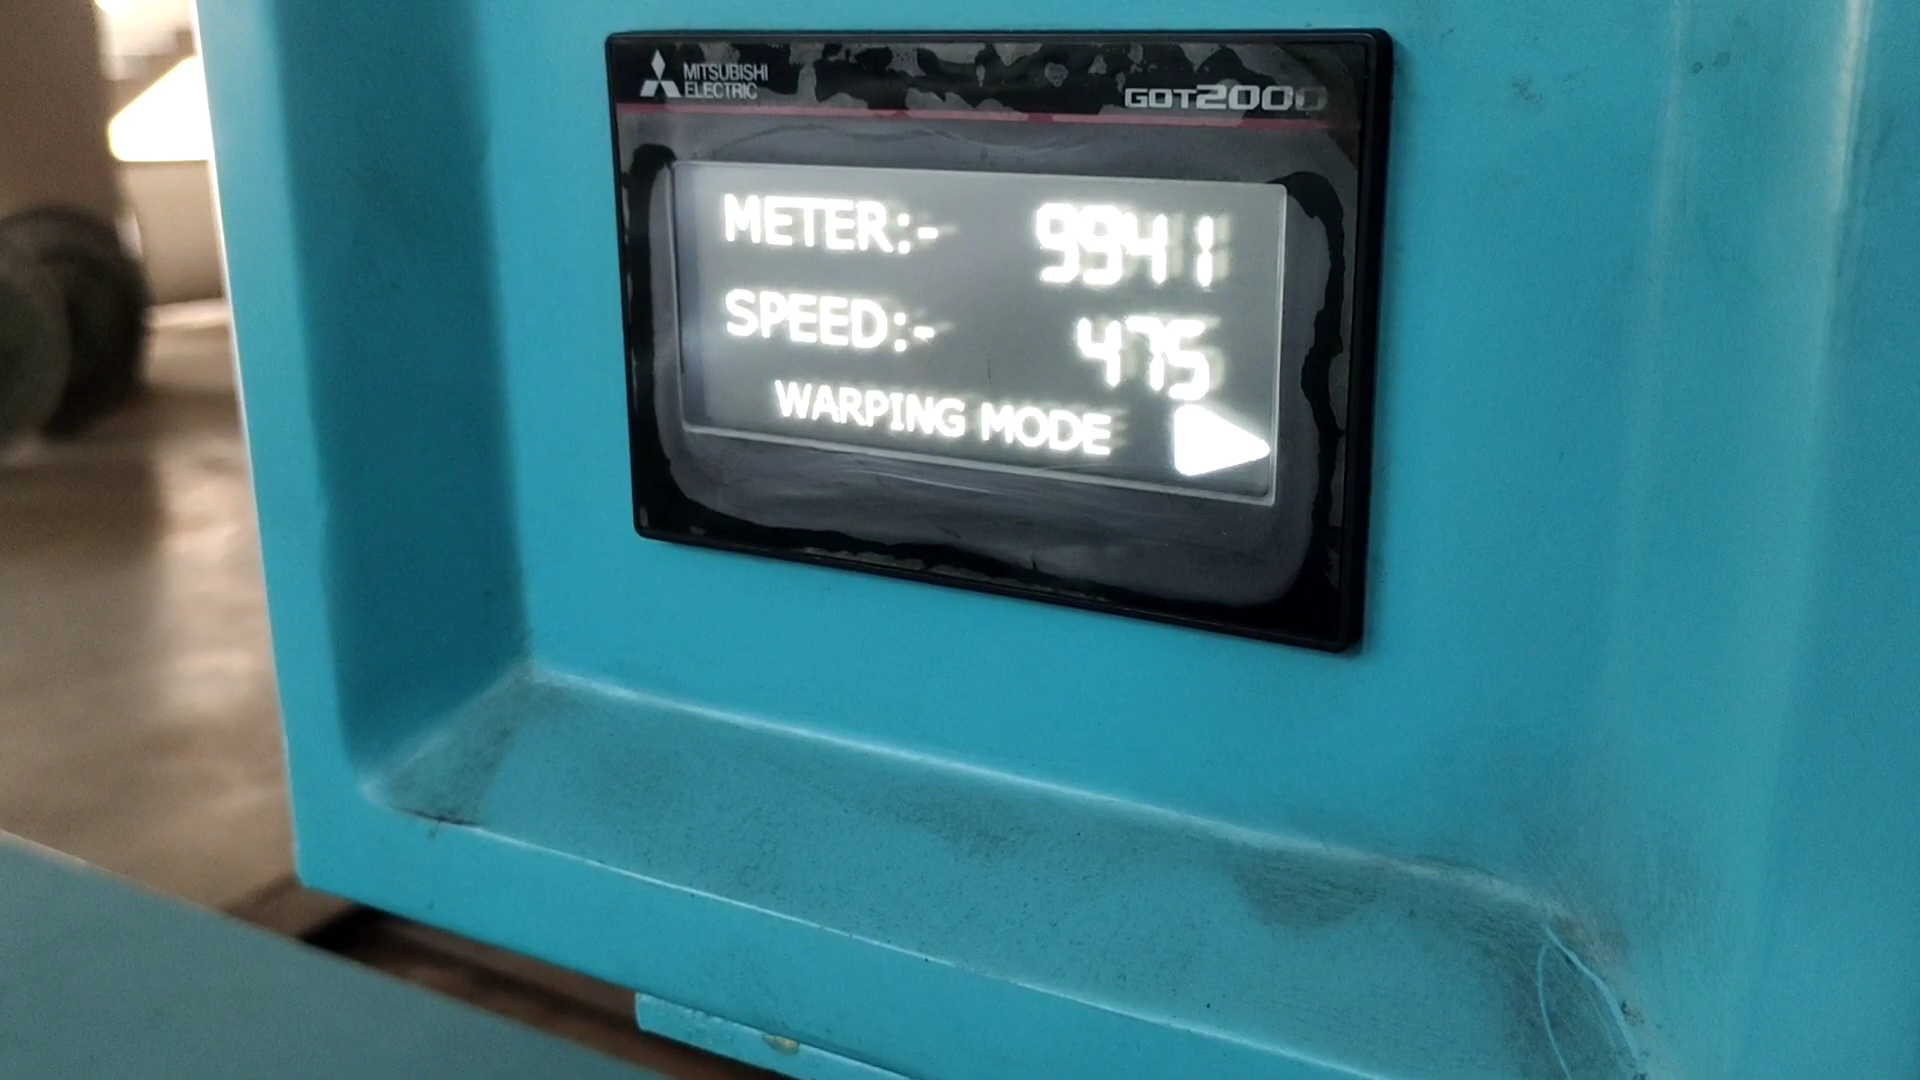 MITSUBISHI
ELECTRIC
GOT2000
METER:- 9941
SPEED:- 475
WARPING MODE